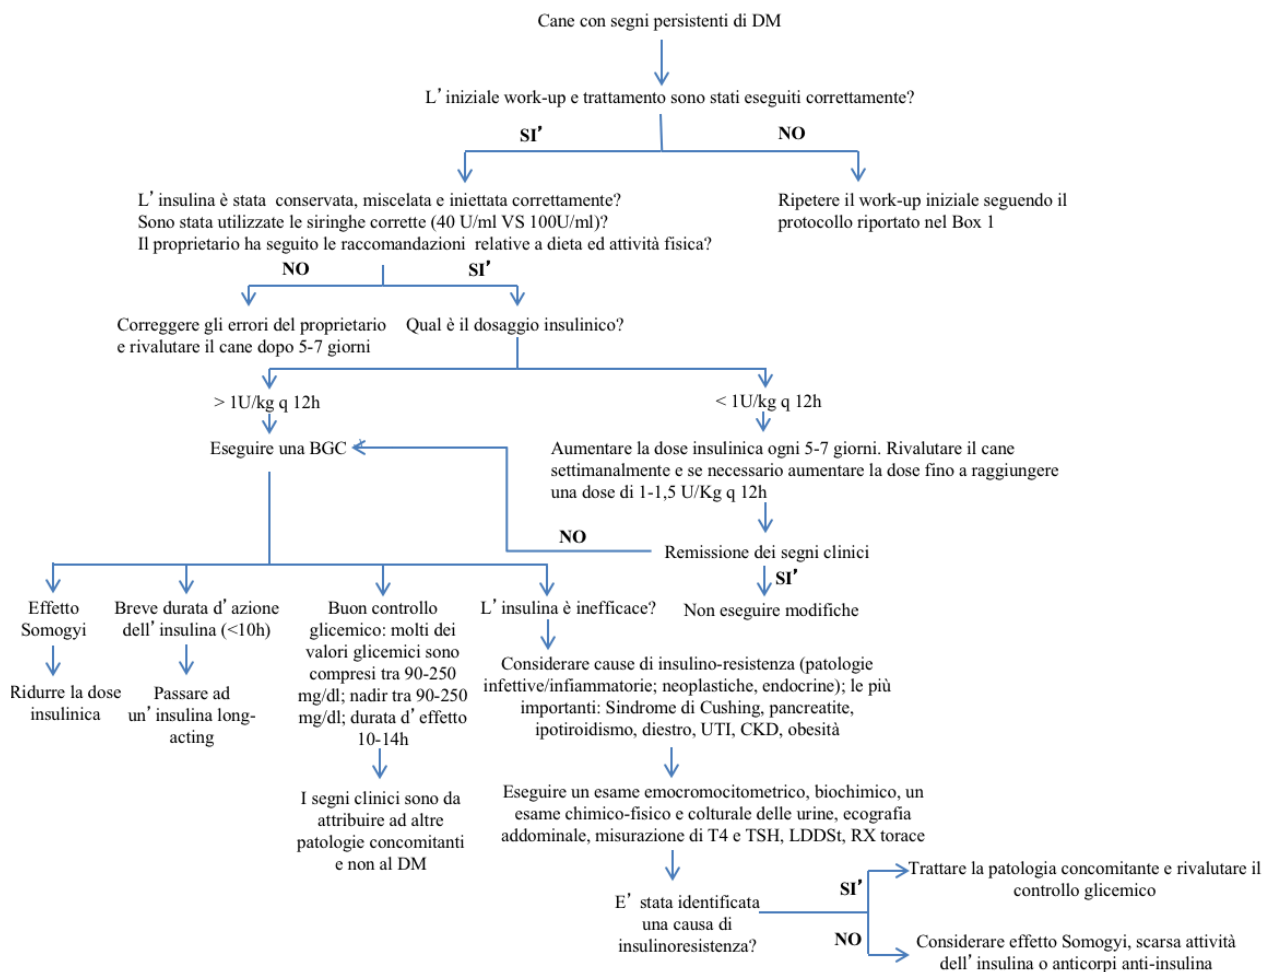 Cane con segni persistenti di DM
L’iniziale work-up e trattamento sono stati eseguiti correttamente?
SI’
NO
L’insulina è stata  conservata, miscelata e iniettata correttamente?
Sono stata utilizzate le siringhe corrette (40 U/ml VS 100U/ml)?
Il proprietario ha seguito le raccomandazioni  relative a dieta ed attività fisica?
Ripetere il work-up iniziale seguendo il
protocollo riportato nel Box 1
NO
SI’
Correggere gli errori del proprietario
e rivalutare il cane dopo 5-7 giorni
Qual è il dosaggio insulinico?
> 1U/kg q 12h
< 1U/kg q 12h
Eseguire una BGC
Aumentare la dose insulinica ogni 5-7 giorni. Rivalutare il cane
settimanalmente e se necessario aumentare la dose fino a raggiungere
una dose di 1-1,5 U/Kg q 12h
NO
Remissione dei segni clinici
SI’
Non eseguire modifiche
Effetto
Somogyi
Ridurre la dose
insulinica
Breve durata d’azione
dell’insulina (<10h)
Passare ad
un’insulina long-
acting
Buon controllo
glicemico: molti dei
valori glicemici sono
compresi tra 90-250
mg/dl; nadir tra 90-250
mg/dl; durata d’effetto
10-14h
I segni clinici sono da
attribuire ad altre
patologie concomitanti
e non al DM
L’insulina è inefficace?
Considerare cause di insulino-resistenza (patologie
infettive/infiammatorie; neoplastiche, endocrine); le più
importanti: Sindrome di Cushing, pancreatite,
ipotiroidismo, diestro, UTI, CKD, obesità
Eseguire un esame emocromocitometrico, biochimico, un
esame chimico-fisico e colturale delle urine, ecografia
addominale, misurazione di T4 e TSH, LDDSt, RX torace
E’ stata identificata
una causa di
insulinoresistenza?
SI’
Trattare la patologia concomitante e rivalutare il
controllo glicemico
NO
Considerare effetto Somogyi, scarsa attività
dell’insulina o anticorpi anti-insulina